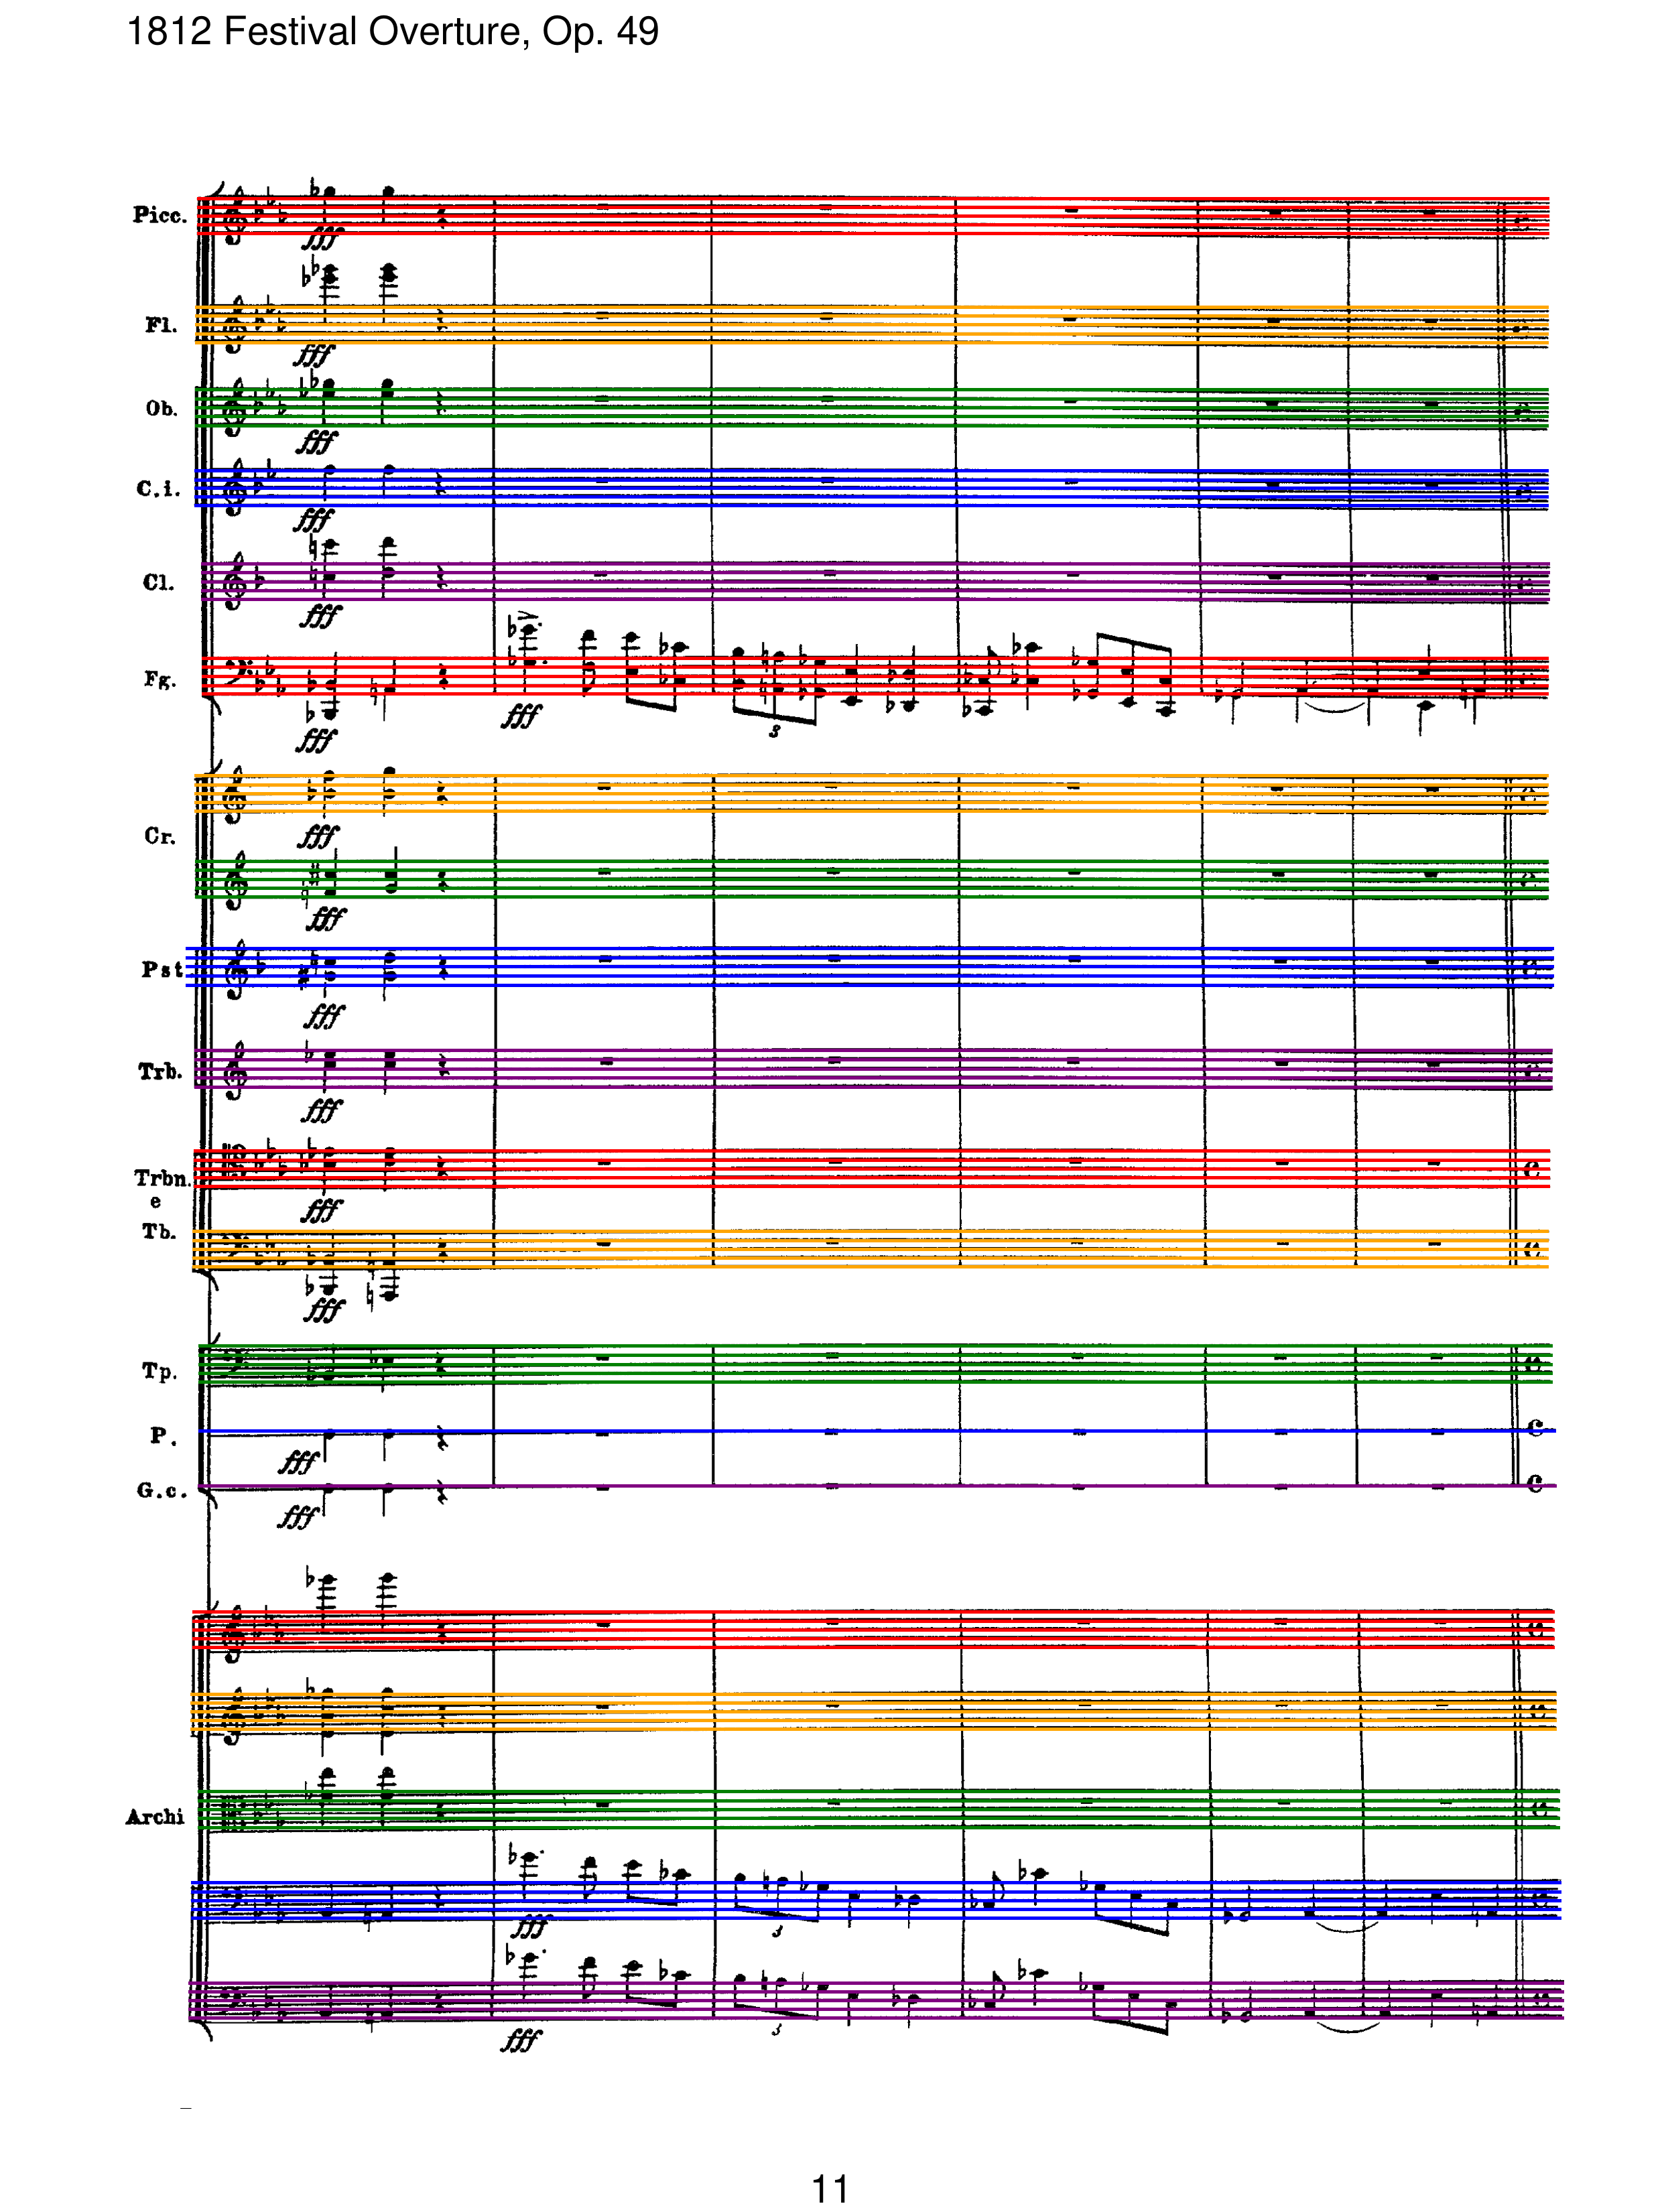 1812 Festival Overture, Op. 49
Picc.
fff
Fl.
fff
Ob.
fff
C.i.
fff
Cl.
fff
Fg.
fff
3
fff
Cr.
fff
fff
Pst
fff
Trb.
fff
Trbn.
e
fff
Tb.
fff
Tp.
P.
fff
G.c.
fff
Archi
fff
3
3
fff
11